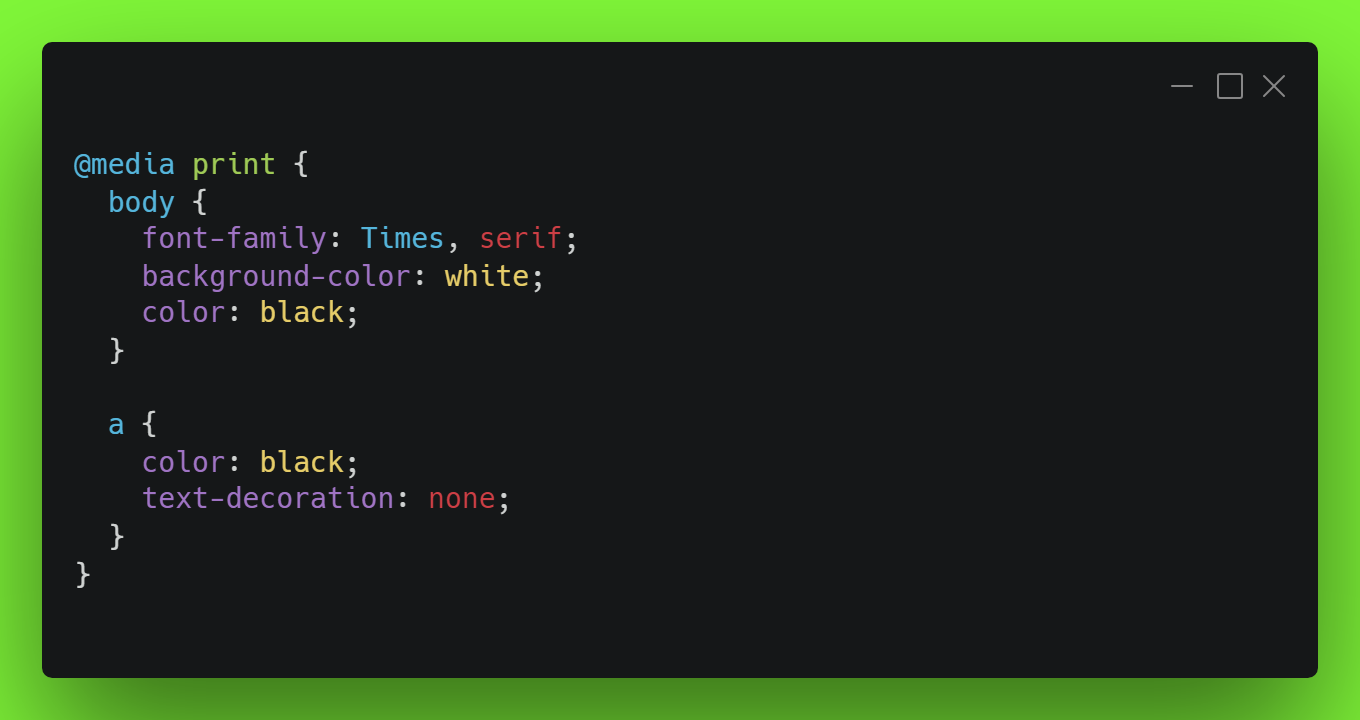 @media print {
  body {
    font-family: Times, serif;
    background-color: white;
    color: black;
  }

  a {
    color: black;
    text-decoration: none;
  }
}